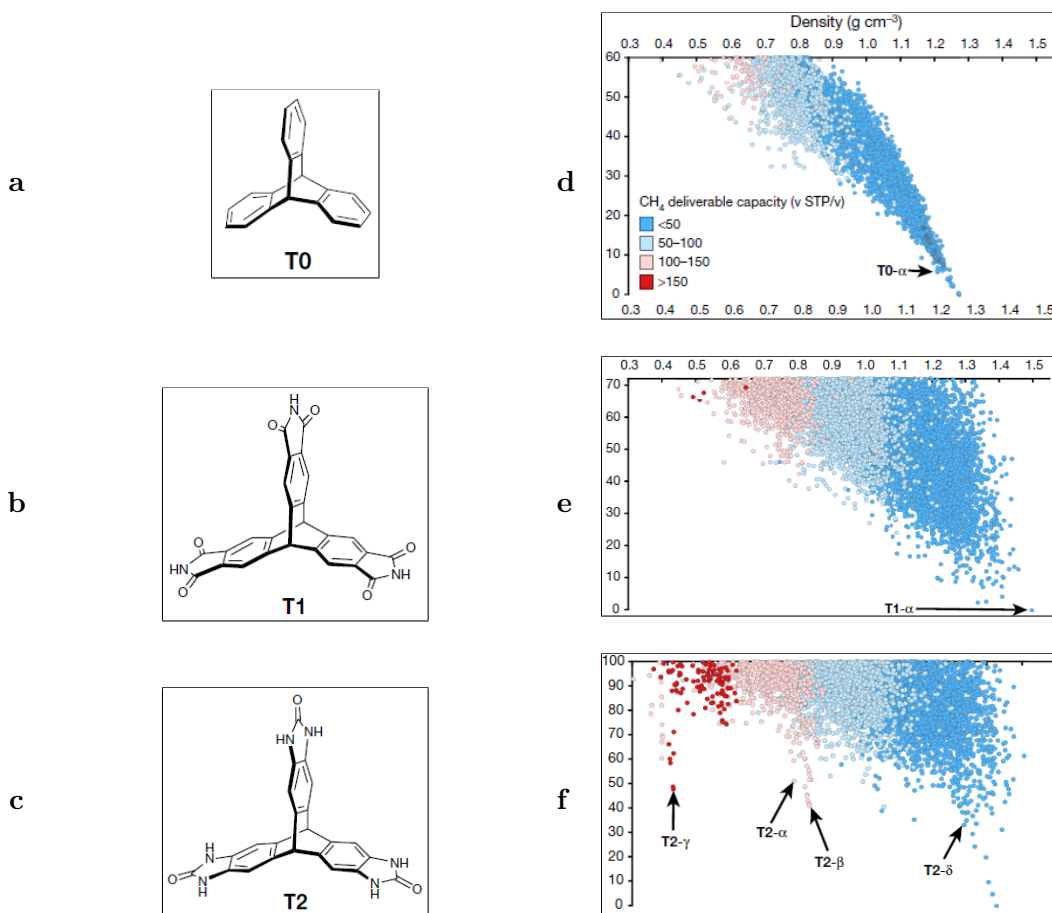 a
T0
d
Density (g cm⁻³)
0.3 0.4 0.5 0.6 0.7 0.8 0.9 1.0 1.1 1.2 1.3 1.4 1.5
60
50
40
30
20
10
0
CH₄ deliverable capacity (v STP/v)
<50
50–100
100–150
>150
T0-α
0.3 0.4 0.5 0.6 0.7 0.8 0.9 1.0 1.1 1.2 1.3 1.4 1.5
b
H
N
O
O
O
HN
O
O
NH
O
T1
e
0.3 0.4 0.5 0.6 0.7 0.8 0.9 1.0 1.1 1.2 1.3 1.4 1.5
70
60
50
40
30
20
10
0
T1-α
c
O
HN
NH
H
N
O
N
H
H
N
O
N
H
T2
f
100
90
80
70
60
50
40
30
20
10
0
T2-γ
T2-α
T2-β
T2-δ